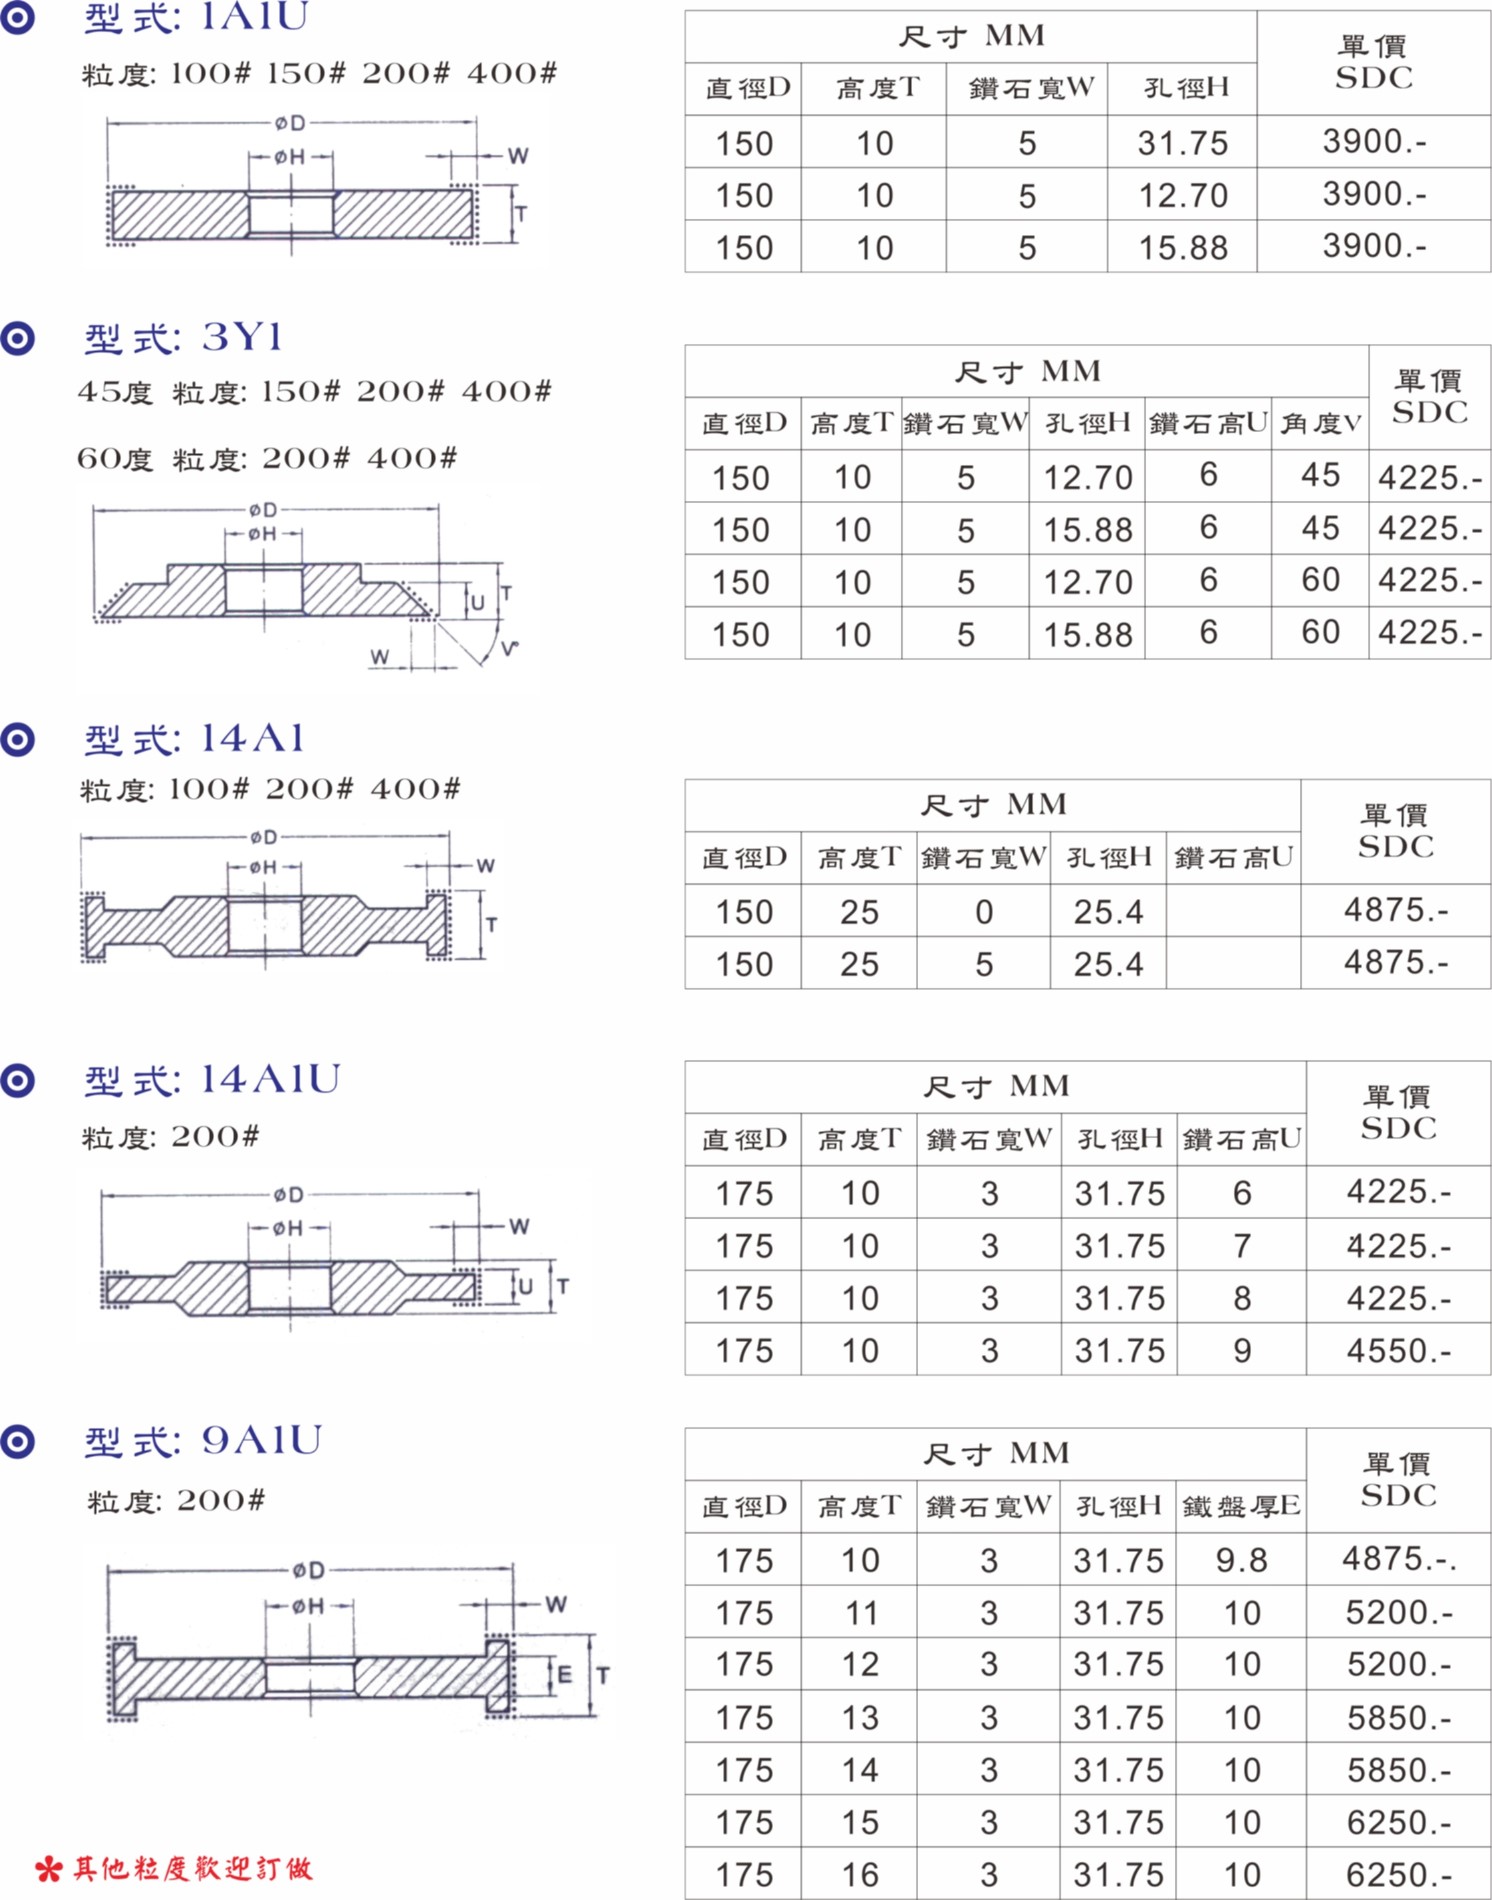 型式: 1A1U
粒度: 100# 150# 200# 400#
øD
øH
W
T
尺寸 MM
單價
SDC
直徑D 高度T 鑽石寬W 孔徑H
150 10 5 31.75 3900.-
150 10 5 12.70 3900.-
150 10 5 15.88 3900.-
型式: 3Y1
45度 粒度: 150# 200# 400#
60度 粒度: 200# 400#
øD
øH
T
U
V°
W
尺寸 MM
單價
SDC
直徑D 高度T 鑽石寬W 孔徑H 鑽石高U 角度V
150 10 5 12.70 6 45 4225.-
150 10 5 15.88 6 45 4225.-
150 10 5 12.70 6 60 4225.-
150 10 5 15.88 6 60 4225.-
型式: 14A1
粒度: 100# 200# 400#
øD
øH
W
T
尺寸 MM
單價
SDC
直徑D 高度T 鑽石寬W 孔徑H 鑽石高U
150 25 0 25.4 4875.-
150 25 5 25.4 4875.-
型式: 14A1U
粒度: 200#
øD
øH
W
U
T
尺寸 MM
單價
SDC
直徑D 高度T 鑽石寬W 孔徑H 鑽石高U
175 10 3 31.75 6 4225.-
175 10 3 31.75 7 4225.-
175 10 3 31.75 8 4225.-
175 10 3 31.75 9 4550.-
型式: 9A1U
粒度: 200#
øD
øH
W
E
T
尺寸 MM
單價
SDC
直徑D 高度T 鑽石寬W 孔徑H 鐵盤厚E
175 10 3 31.75 9.8 4875.-.
175 11 3 31.75 10 5200.-
175 12 3 31.75 10 5200.-
175 13 3 31.75 10 5850.-
175 14 3 31.75 10 5850.-
175 15 3 31.75 10 6250.-
175 16 3 31.75 10 6250.-
*其他粒度歡迎訂做